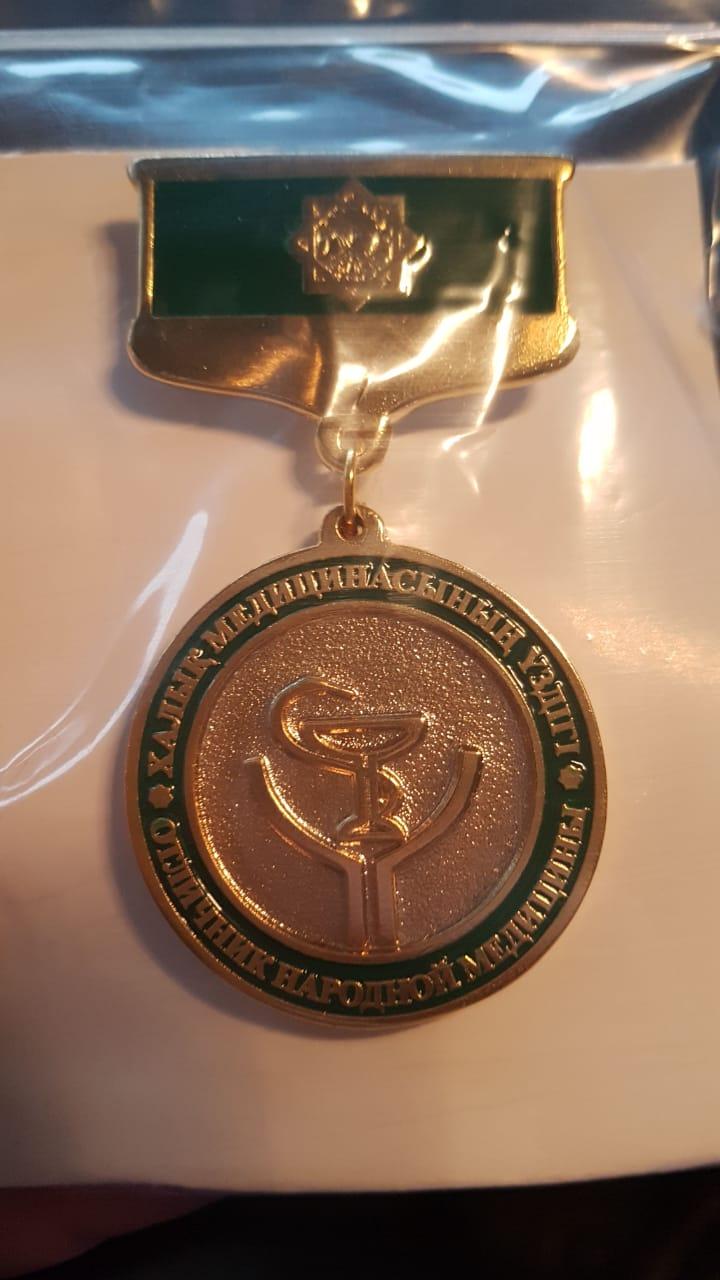 ХАЛЫҚ МЕДИЦИНАСЫНЫҢ ҮЗДІГІ
ОТЛИЧНИК НАРОДНОЙ МЕДИЦИНЫ